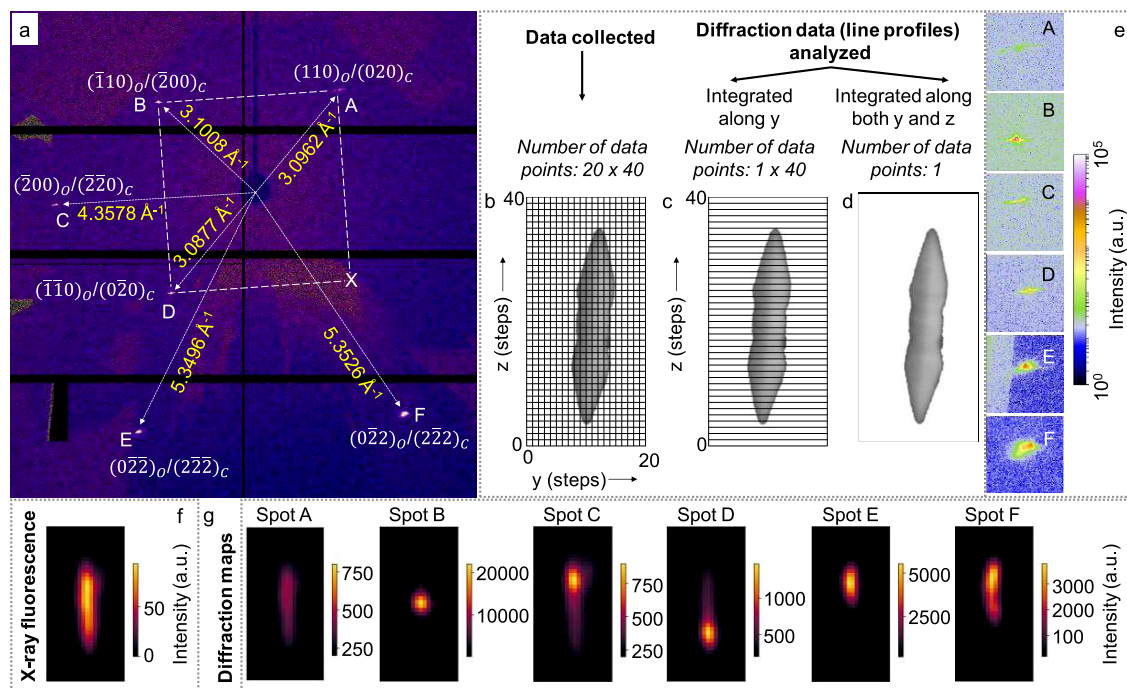 a
(1̄10)O/(2̄00)C
B
(110)O/(020)C
A
3.1008 Å-1
3.0962 Å-1
(2̄00)O/(2̄2̄0)C
C
4.3578 Å-1
3.0877 Å-1
(1̄1̄0)O/(02̄0)C
D
X
5.3496 Å-1
5.3526 Å-1
E
F
(02̄2)O/(22̄2)C
(02̄2̄)O/(22̄2̄)C
Data collected
Diffraction data (line profiles)
analyzed
Integrated
along y
Integrated along
both y and z
Number of data
points: 20 x 40
Number of data
points: 1 x 40
Number of data
points: 1
b
40
z (steps)
0
0
20
y (steps)
c
40
z (steps)
0
d
e
A
B
C
D
E
F
10^5
10^0
Intensity (a.u.)
X-ray fluorescence
f
50
0
Intensity (a.u.)
g
Diffraction maps
Spot A
750
500
250
Spot B
20000
10000
Spot C
750
500
250
Spot D
1000
500
Spot E
5000
2500
Spot F
3000
2000
100
Intensity (a.u.)